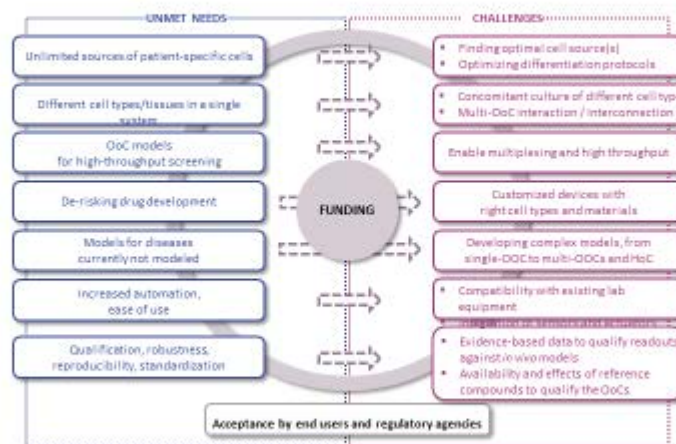 UNMET NEEDS
CHALLENGES
Unlimited sources of patient-specific cells
• Finding optimal cell source(s)
• Optimizing differentiation protocols
Different cell types/tissues in a single
system
• Concomitant culture of different cell typ
• Multi-OoC interaction / interconnection
OoC models
for high-throughput screening
Enable multiplexing and high throughput
De-risking drug development
FUNDING
Customized devices with
right cell types and materials
Models for diseases
currently not modeled
Developing complex models, from
single-OOC to multi-OOCs and HoC
Increased automation,
ease of use
• Compatibility with existing lab
equipment
• Integration of sensors and actuators
Qualification, robustness,
reproducibility, standardization
• Evidence-based data to qualify readouts
against in vivo models
• Availability and effects of reference
compounds to qualify the OoCs
Acceptance by end users and regulatory agencies